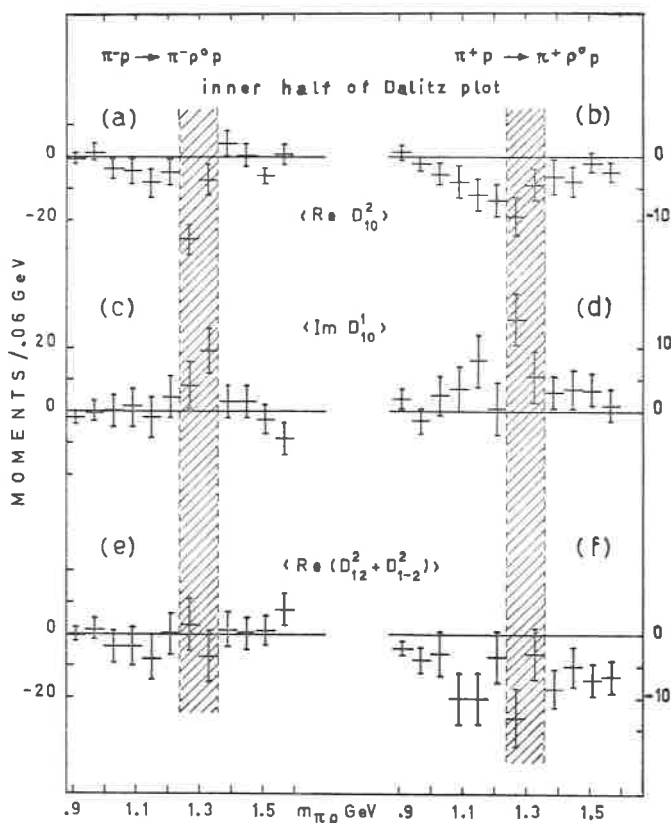 π⁻p → π⁻ρ⁰p π⁺p → π⁺ρ⁰p
inner half of Dalitz plot
(a) (b)
0 0
-20 -10
⟨Re D²₁₀⟩
(c) (d)
⟨Im D¹₁₀⟩
20 10
0 0
(e) (f)
⟨Re(D²₁₂+D²₁₋₂)⟩
0 0
-20 -10
MOMENTS/.06GeV
.9 1.1 1.3 1.5 m_πρ GeV .9 1.1 1.3 1.5